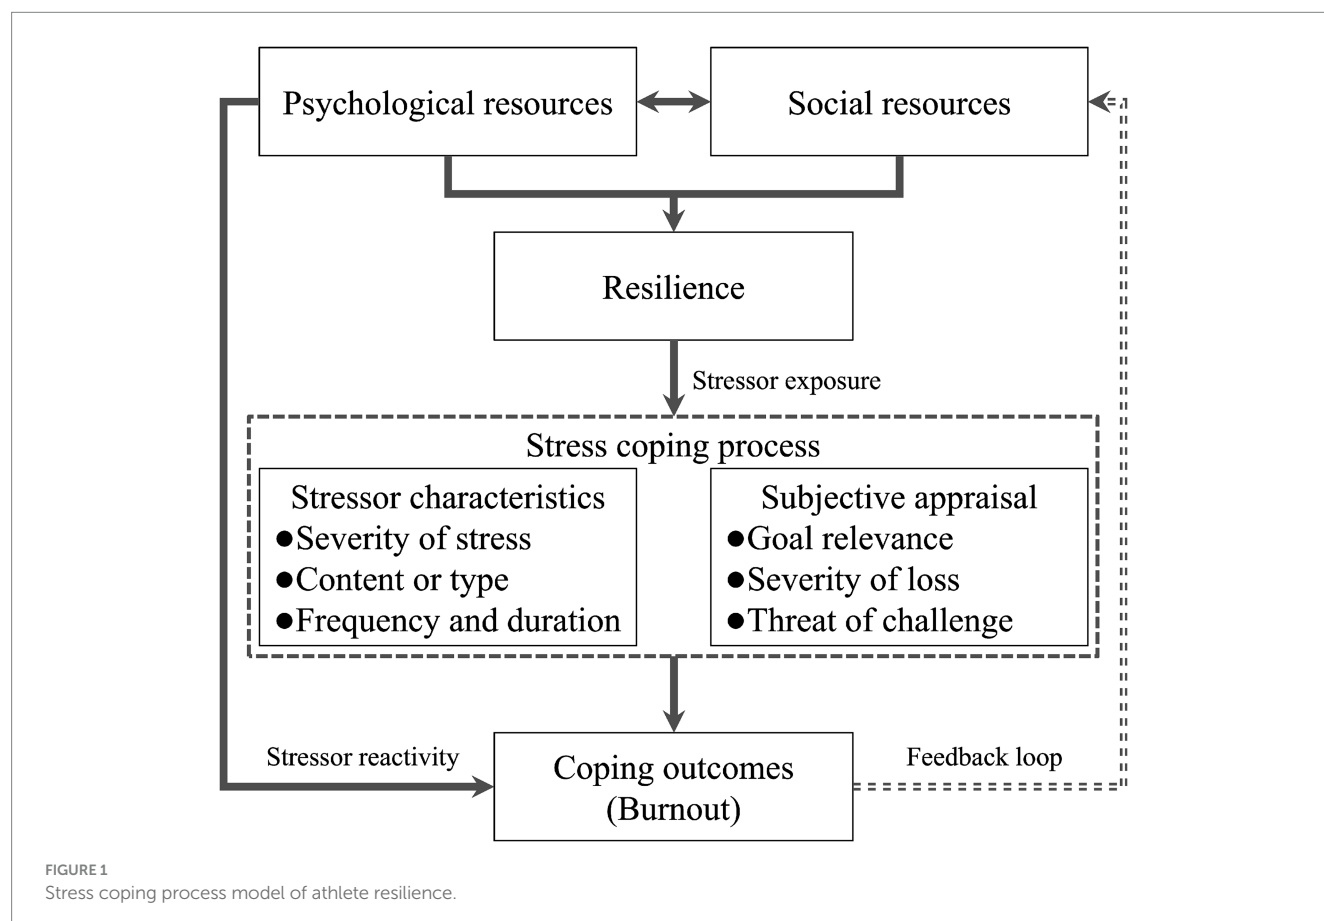 Psychological resources
Social resources
Resilience
Stressor exposure
Stress coping process
Stressor characteristics
●Severity of stress
●Content or type
●Frequency and duration
Subjective appraisal
●Goal relevance
●Severity of loss
●Threat of challenge
Stressor reactivity
Coping outcomes
(Burnout)
Feedback loop
FIGURE 1
Stress coping process model of athlete resilience.